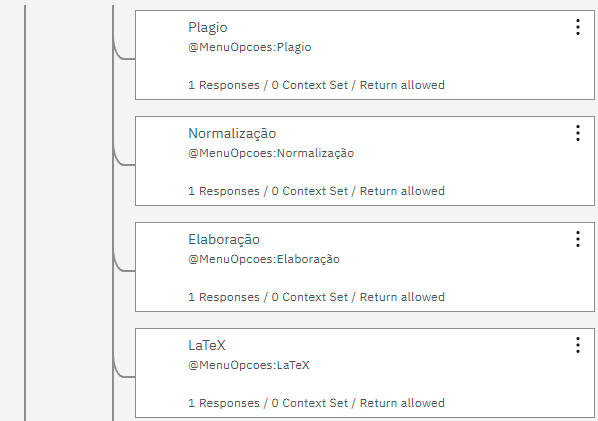 Plagio
@MenuOpcoes:Plagio
1 Responses / 0 Context Set / Return allowed
Normalização
@MenuOpcoes:Normalização
1 Responses / 0 Context Set / Return allowed
Elaboração
@MenuOpcoes:Elaboração
1 Responses / 0 Context Set / Return allowed
LaTeX
@MenuOpcoes:LaTeX
1 Responses / 0 Context Set / Return allowed